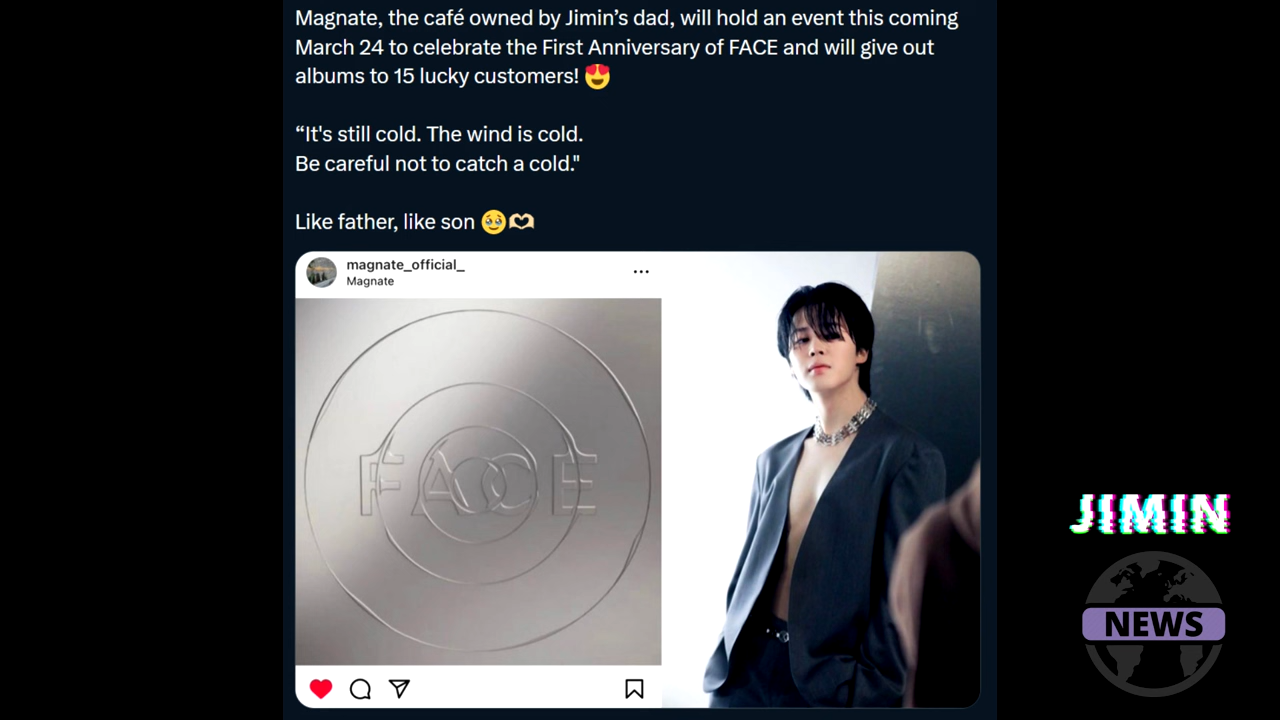 Magnate, the café owned by Jimin’s dad, will hold an event this coming
March 24 to celebrate the First Anniversary of FACE and will give out
albums to 15 lucky customers! 😍
“It's still cold. The wind is cold.
Be careful not to catch a cold."
Like father, like son 🥹🫶🏻
magnate_official_
Magnate
FACE
JIMIN
NEWS